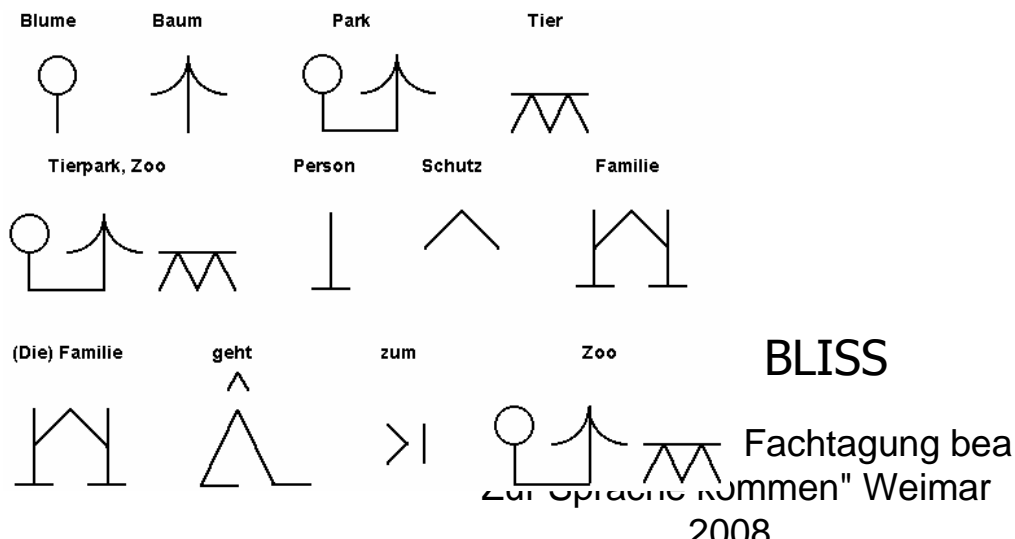 Blume Baum Park Tier
Tierpark, Zoo Person Schutz Familie
(Die) Familie geht zum Zoo
BLISS
Fachtagung bea
Zur Sprache kommen" Weimar
2008